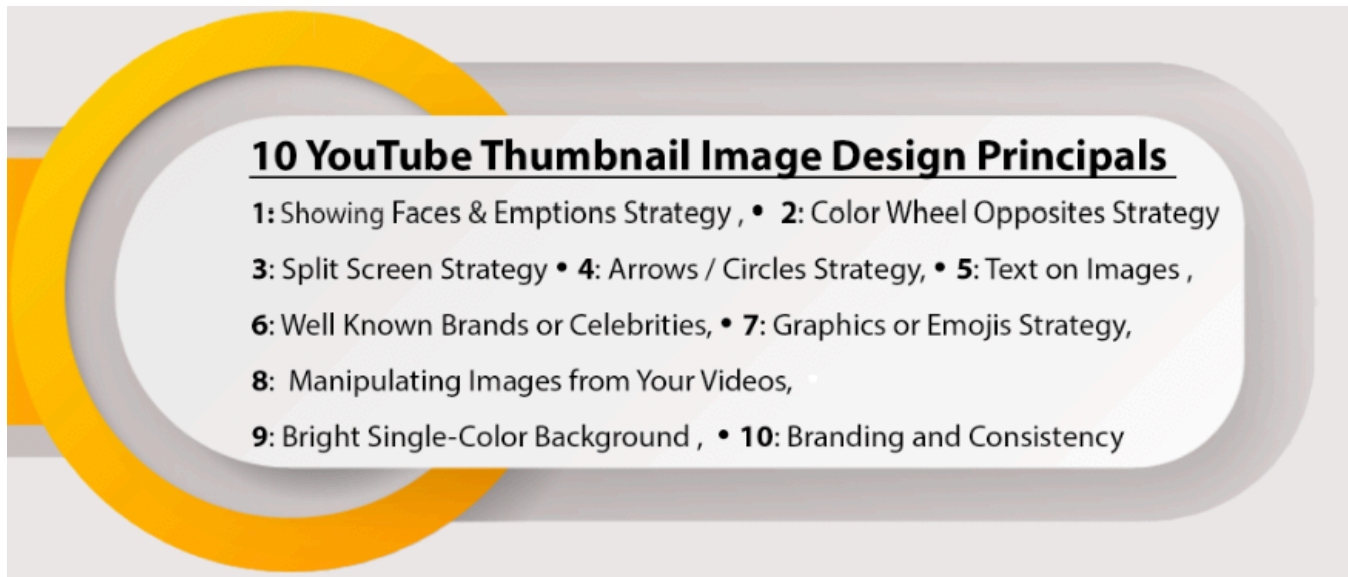 10 YouTube Thumbnail Image Design Principals
1: Showing Faces & Emptions Strategy , • 2: Color Wheel Opposites Strategy
3: Split Screen Strategy • 4: Arrows / Circles Strategy, • 5: Text on Images ,
6: Well Known Brands or Celebrities, • 7: Graphics or Emojis Strategy,
8: Manipulating Images from Your Videos,
9: Bright Single-Color Background , • 10: Branding and Consistency